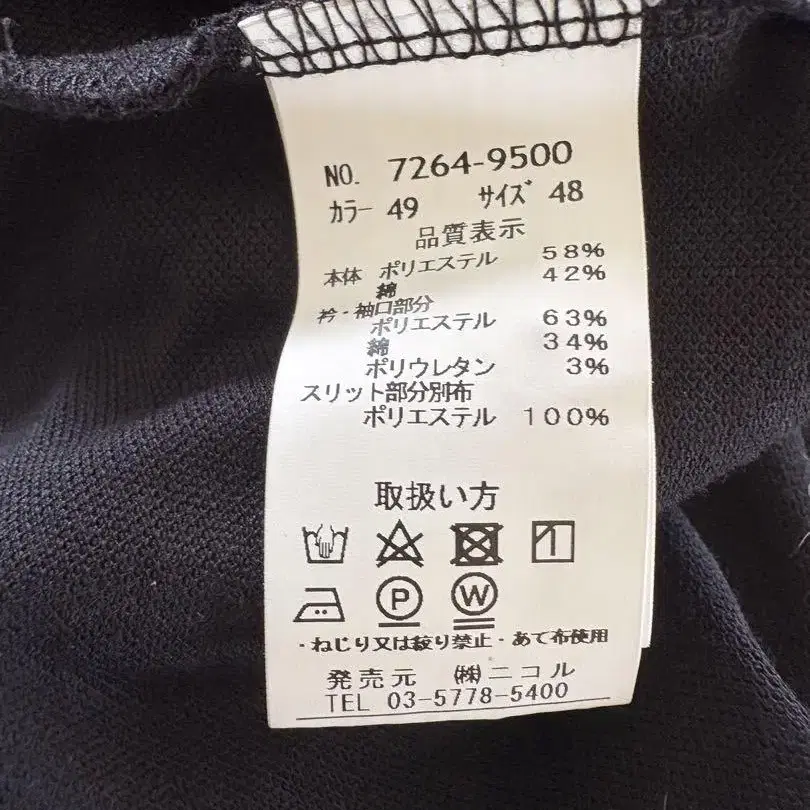 NO. 7264-9500
カラー 49 サイズ 48
品質表示
本体 ポリエステル 58%
綿 42%
衿・袖口部分
ポリエステル 63%
綿 34%
ポリウレタン 3%
スリット部分別布
ポリエステル 100%
取扱い方
P W
・ねじり又は絞り禁止・あて布使用
発売元 ㈱ニコル
TEL 03-5778-5400